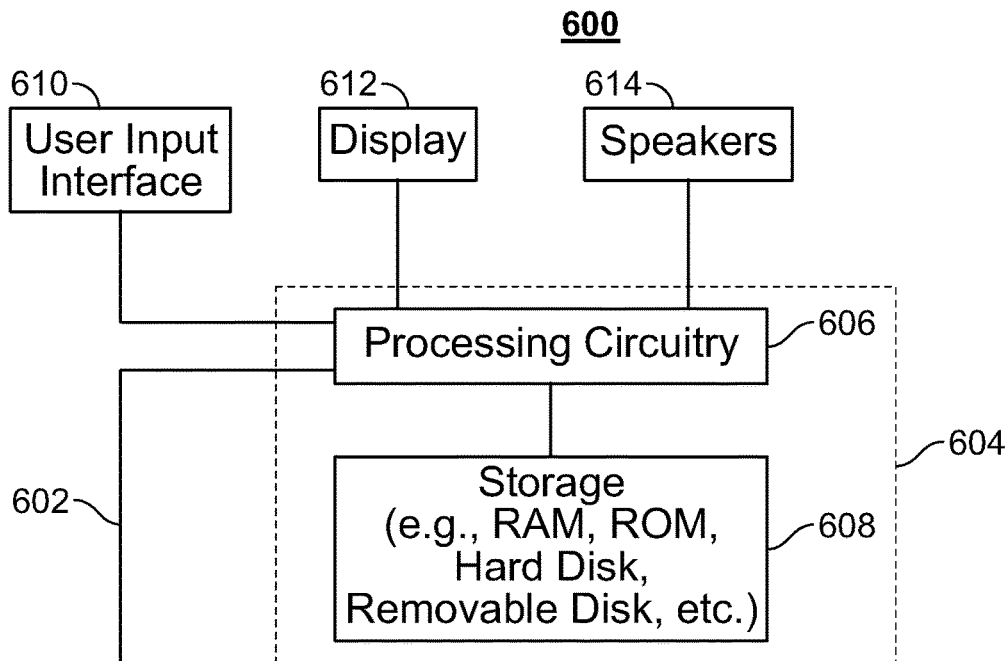 600
610
612
614
User Input
Interface
Display
Speakers
Processing Circuitry
606
604
602
Storage
(e.g., RAM, ROM,
Hard Disk,
Removable Disk, etc.)
608